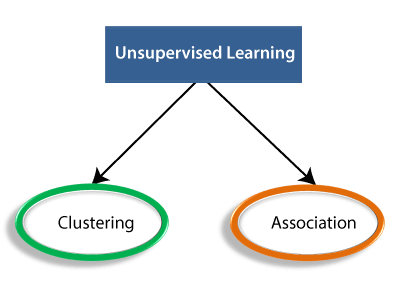 Unsupervised Learning
Clustering
Association